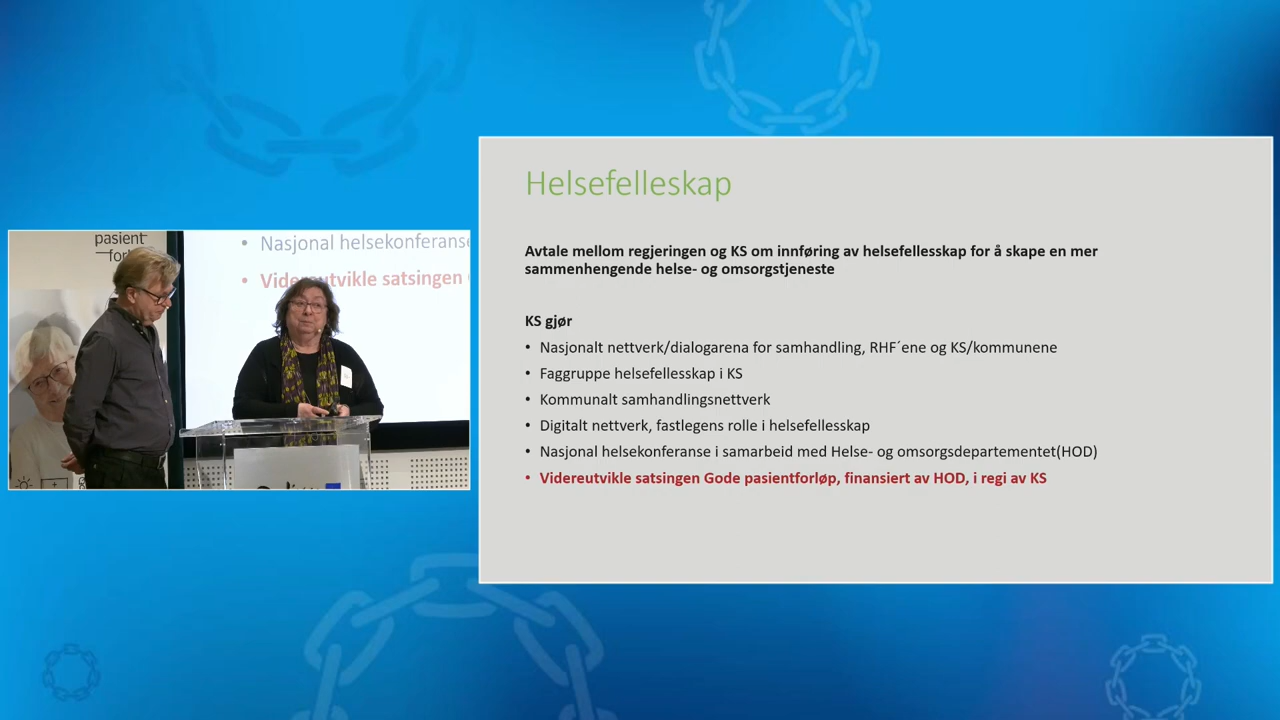 pasient
Nasjonal helsekonferanse
Videreutvikle satsingen
Helsefelleskap
Avtale mellom regjeringen og KS om innføring av helsefellesskap for å skape en mer
sammenhengende helse- og omsorgstjeneste
KS gjør
• Nasjonalt nettverk/dialogarena for samhandling, RHF´ene og KS/kommunene
• Faggruppe helsefellesskap i KS
• Kommunalt samhandlingsnettverk
• Digitalt nettverk, fastlegens rolle i helsefellesskap
• Nasjonal helsekonferanse i samarbeid med Helse- og omsorgsdepartementet(HOD)
• Videreutvikle satsingen Gode pasientforløp, finansiert av HOD, i regi av KS